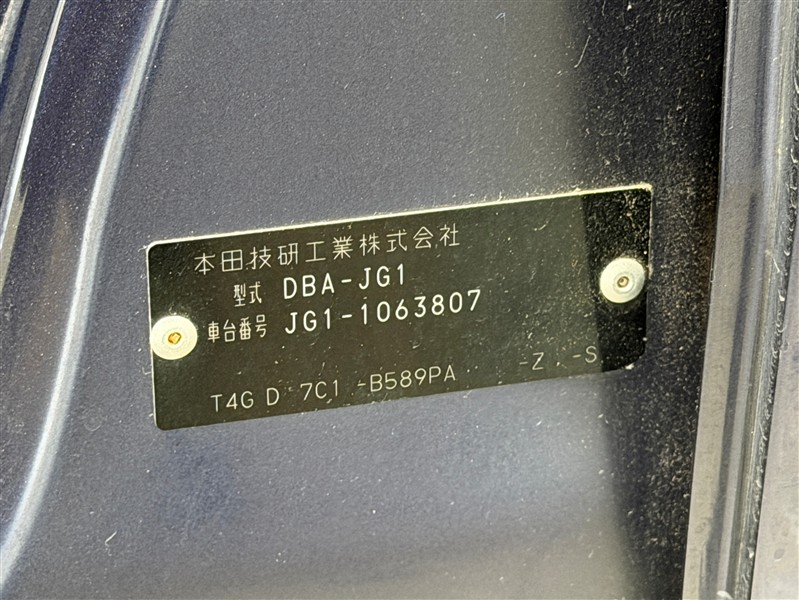 本田技研工業株式会社
型式 DBA-JG1
車台番号 JG1-1063807
T4G D 7C1 -B589PA -Z -S